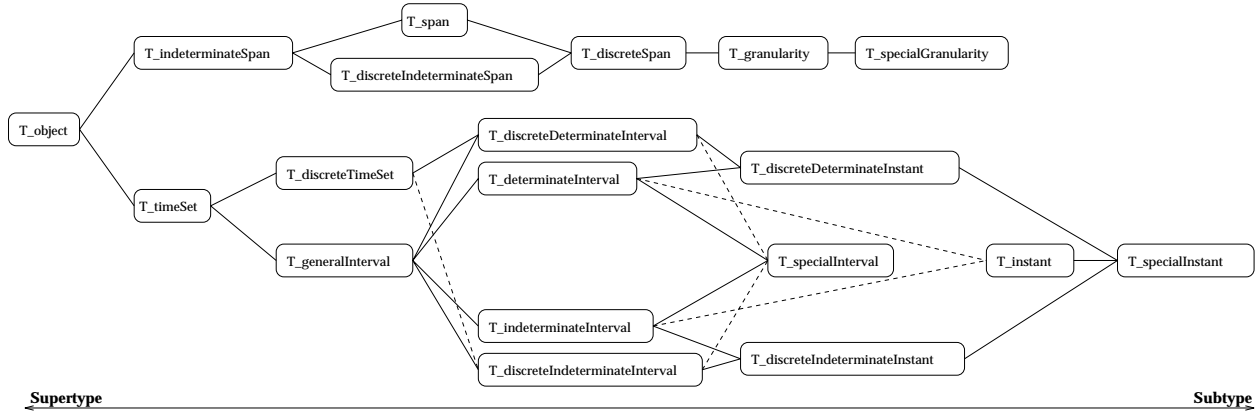 T_span
T_indeterminateSpan
T_discreteSpan
T_granularity
T_specialGranularity
T_discreteIndeterminateSpan
T_object
T_discreteDeterminateInterval
T_discreteDeterminateInstant
T_discreteTimeSet
T_determinateInterval
T_timeSet
T_generalInterval
T_specialInterval
T_instant
T_specialInstant
T_indeterminateInterval
T_discreteIndeterminateInstant
T_discreteIndeterminateInterval
Supertype
Subtype